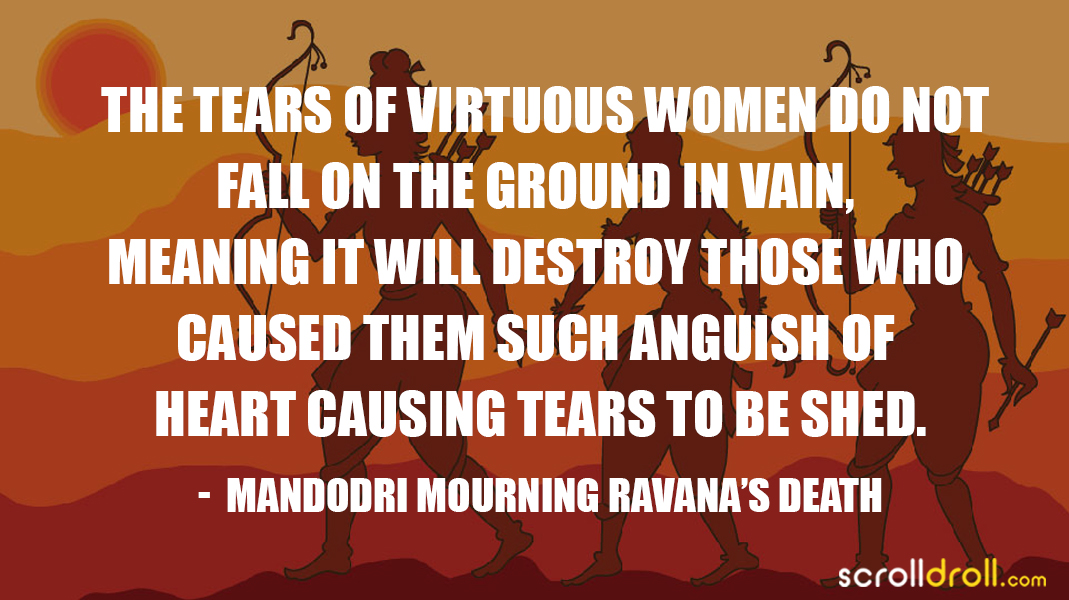 THE TEARS OF VIRTUOUS WOMEN DO NOT
FALL ON THE GROUND IN VAIN,
MEANING IT WILL DESTROY THOSE WHO
CAUSED THEM SUCH ANGUISH OF
HEART CAUSING TEARS TO BE SHED.
- MANDODRI MOURNING RAVANA’S DEATH
scrolldroll.com